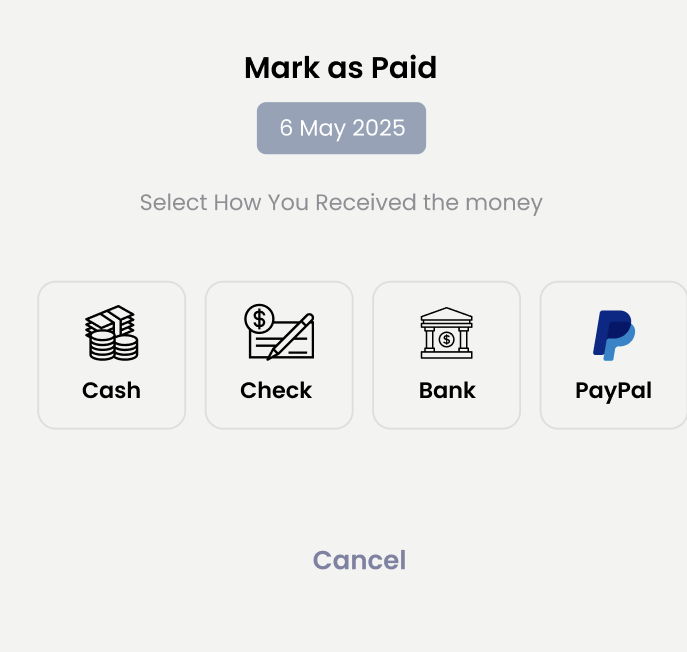 Mark as Paid
6 May 2025
Select How You Received the money
Cash Check Bank PayPal
Cancel